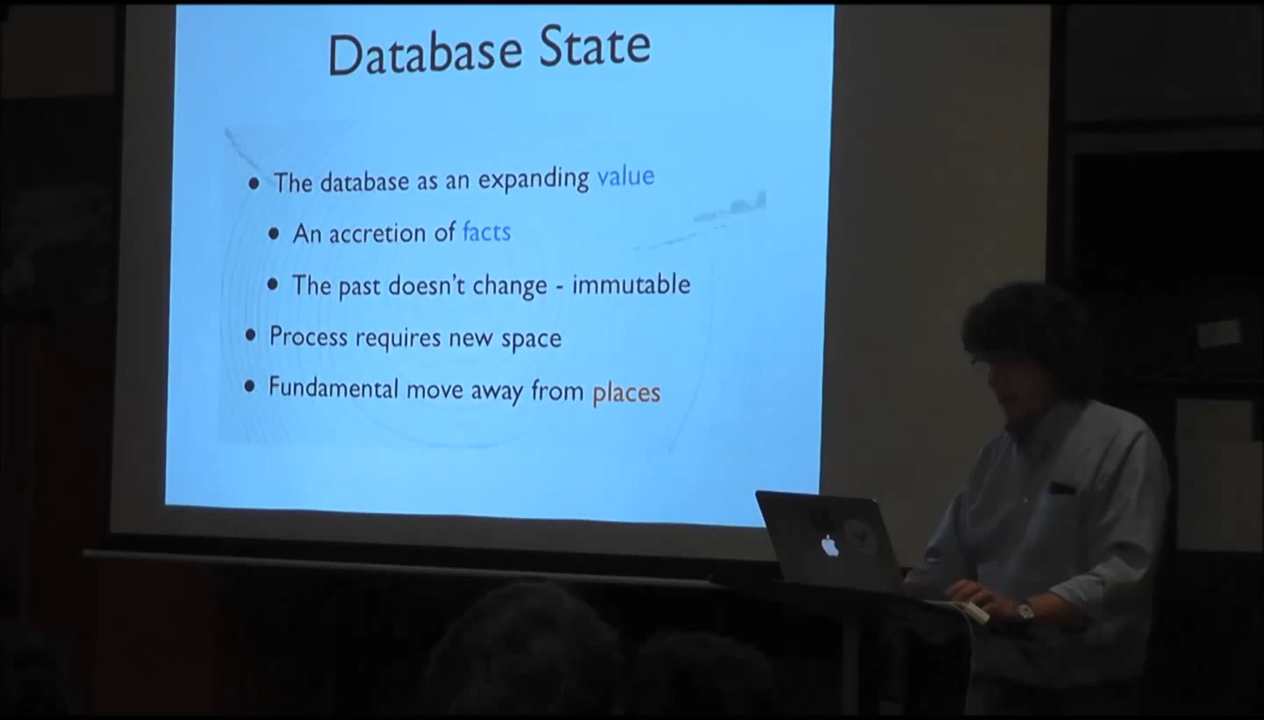 Database State
• The database as an expanding value
• An accretion of facts
• The past doesn't change - immutable
• Process requires new space
• Fundamental move away from places